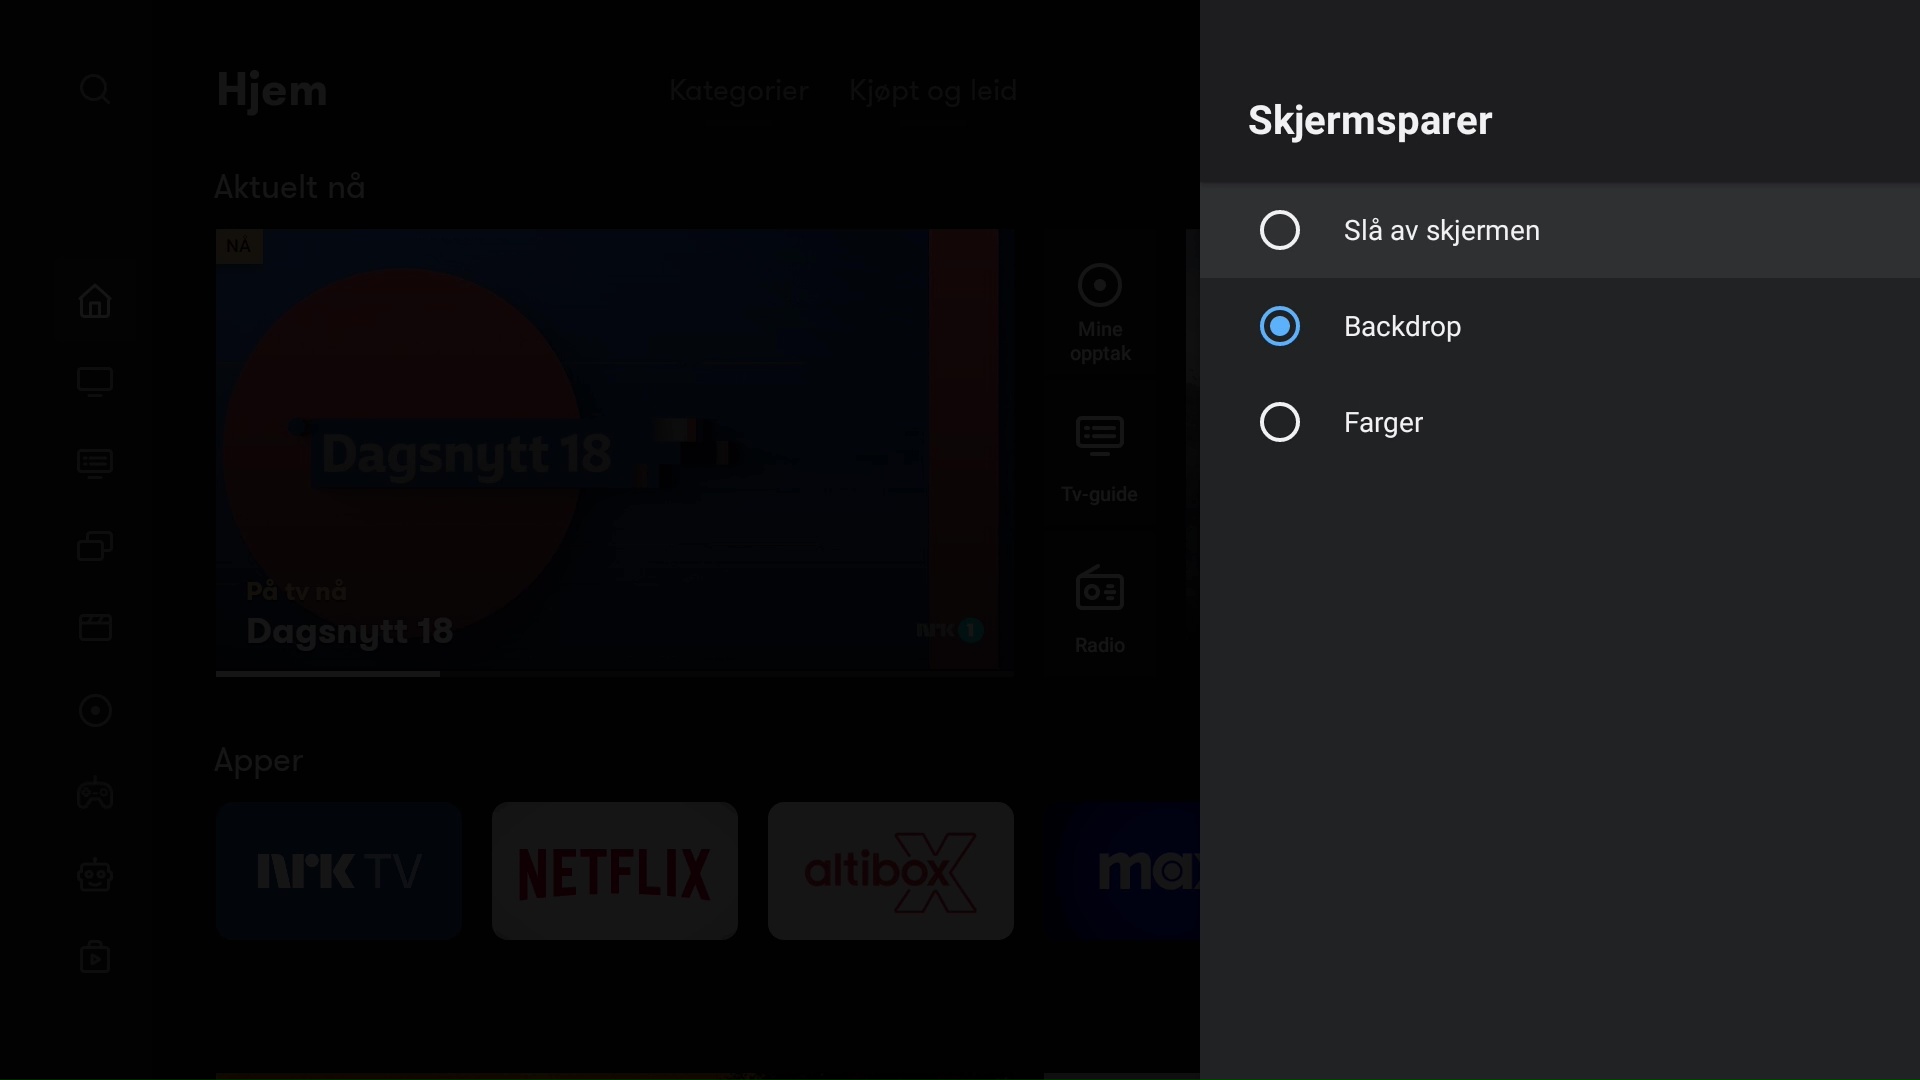 Hjem
Kategorier
Kjøpt og leid
Aktuelt nå
NÅ
Dagsnytt 18
På tv nå
Dagsnytt 18
nrk 1
Mine
opptak
Tv-guide
Radio
Apper
NRK TV
NETFLIX
altibox
max
Skjermsparer
Slå av skjermen
Backdrop
Farger